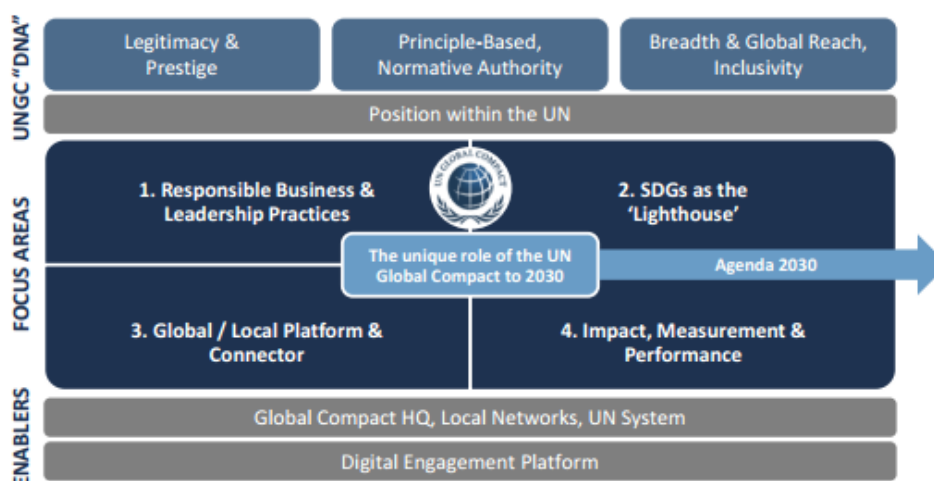 UNGC "DNA"
Legitimacy &
Prestige
Principle-Based,
Normative Authority
Breadth & Global Reach,
Inclusivity
Position within the UN
FOCUS AREAS
UN GLOBAL COMPACT
1. Responsible Business &
Leadership Practices
2. SDGs as the
'Lighthouse'
The unique role of the UN
Global Compact to 2030
Agenda 2030
3. Global / Local Platform &
Connector
4. Impact, Measurement &
Performance
ENABLERS
Global Compact HQ, Local Networks, UN System
Digital Engagement Platform